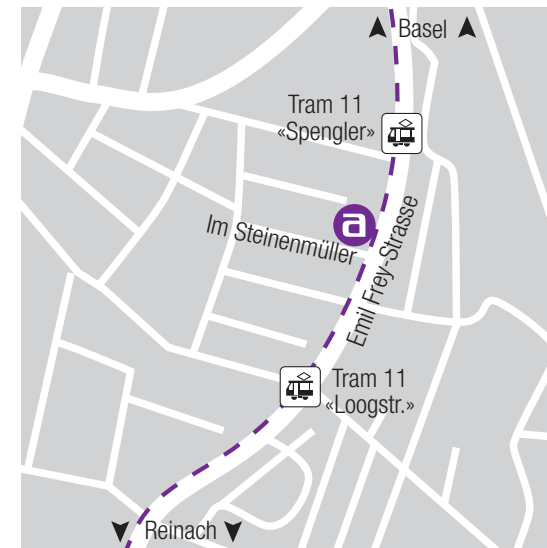 Basel
Tram 11
«Spengler»
a
Im Steinenmüller
Emil Frey-Strasse
Tram 11
«Loogstr.»
Reinach